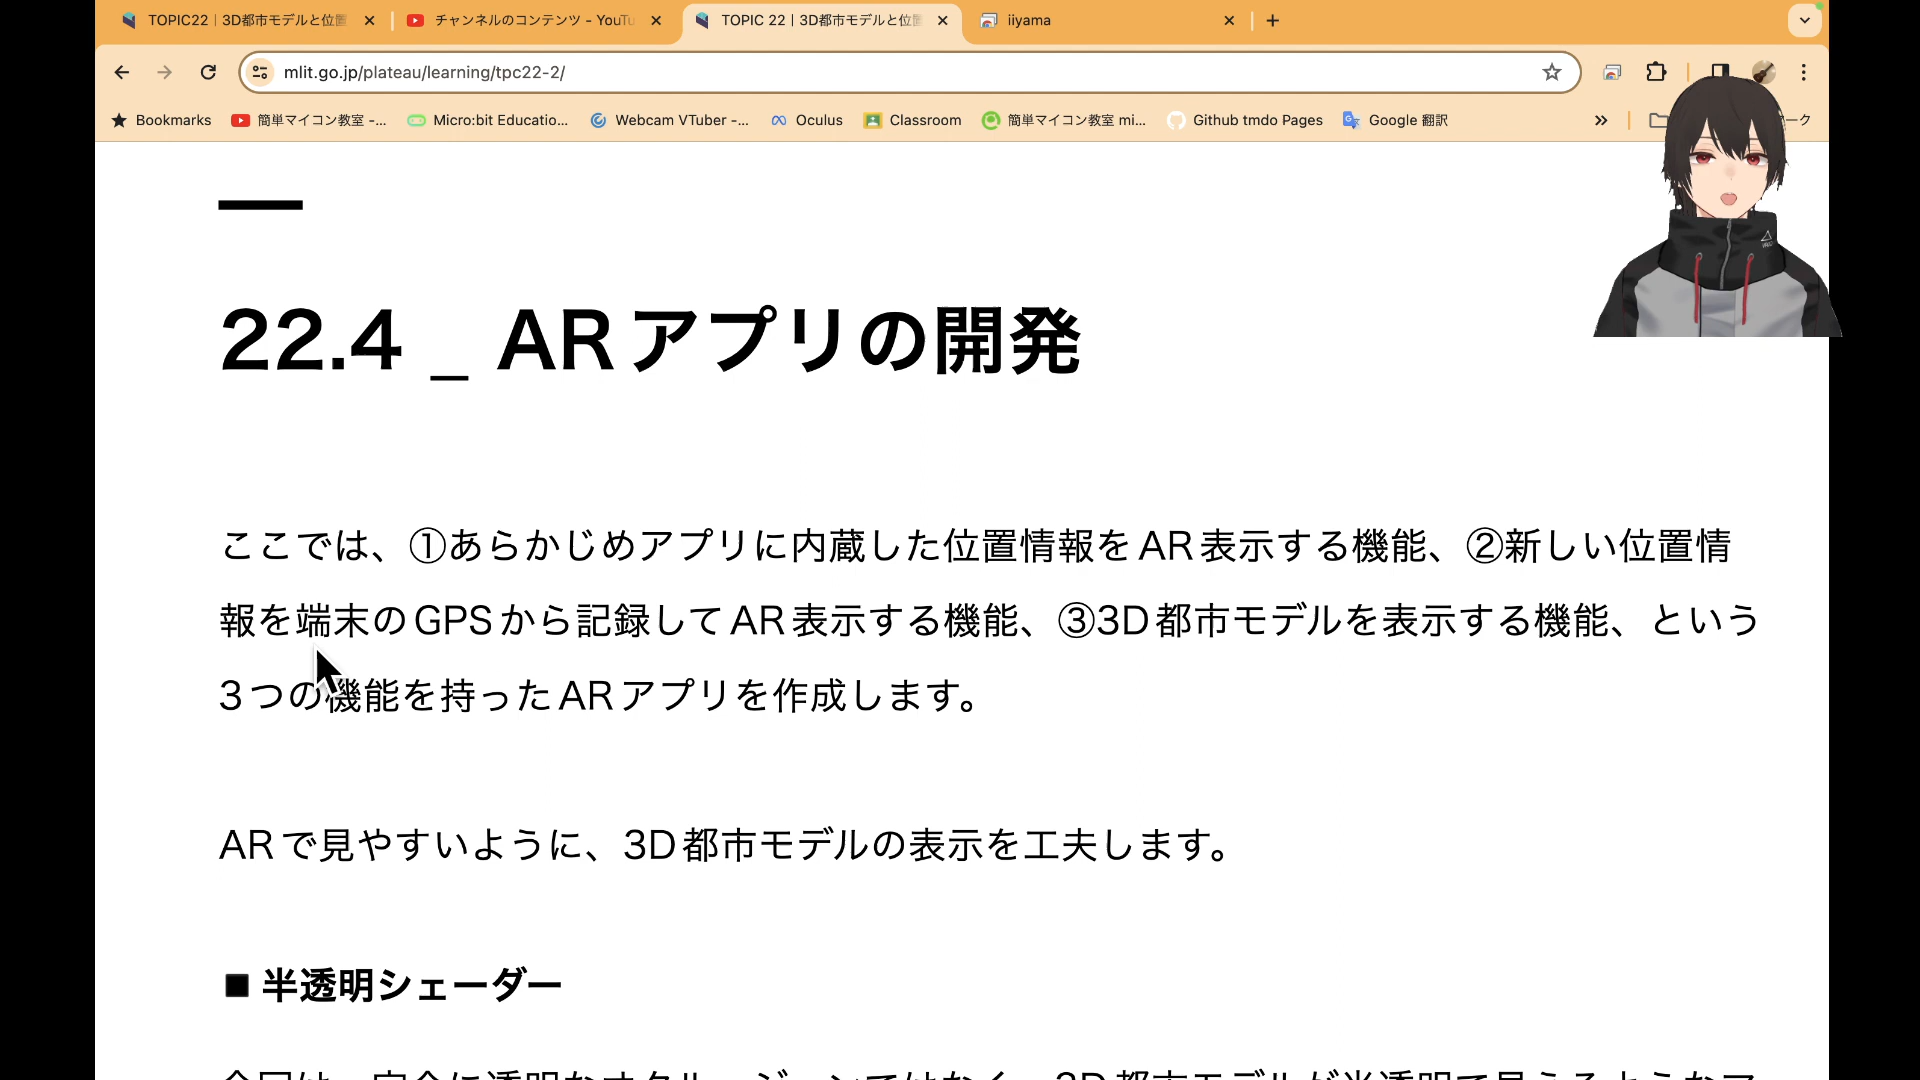 TOPIC22 | 3D都市モデルと位置
チャンネルのコンテンツ - YouTu
TOPIC 22 | 3D都市モデルと位置
iiyama
mlit.go.jp/plateau/learning/tpc22-2/
Bookmarks
簡単マイコン教室 -...
Micro:bit Educatio...
Webcam VTuber -...
Oculus
Classroom
簡単マイコン教室 mi...
Github tmdo Pages
Google 翻訳
22.4 _ ARアプリの開発
ここでは、①あらかじめアプリに内蔵した位置情報をAR表示する機能、②新しい位置情
報を端末のGPSから記録してAR表示する機能、③3D都市モデルを表示する機能、という
3つの機能を持ったARアプリを作成します。
ARで見やすいように、3D都市モデルの表示を工夫します。
■ 半透明シェーダー